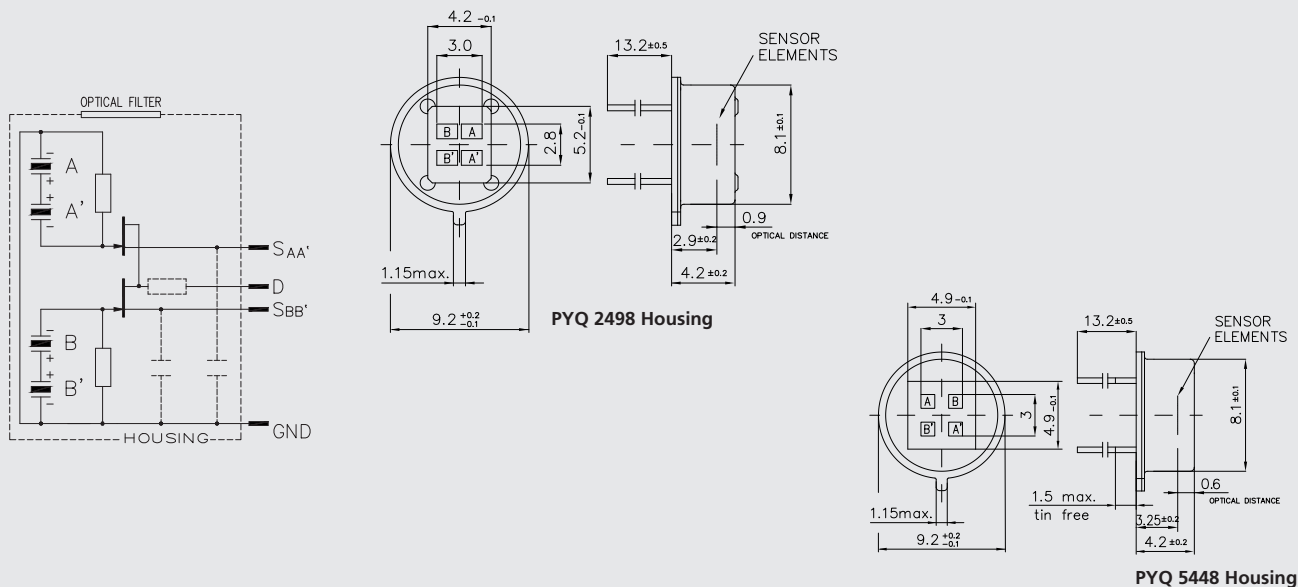 OPTICAL FILTER
−
A
+
+
A'
−
−
B
+
+
B'
−
SAA'
D
SBB'
GND
HOUSING
4.2 -0.1
3.0
B A
B' A'
2.8
5.2-0.1
1.15max.
9.2 +0.2 -0.1
13.2±0.5
SENSOR
ELEMENTS
8.1±0.1
0.9
OPTICAL DISTANCE
2.9±0.2
4.2 ±0.2
PYQ 2498 Housing
4.9-0.1
3
A B
B' A'
3
4.9-0.1
1.15max.
9.2 +0.2 -0.1
13.2±0.5
SENSOR
ELEMENTS
8.1±0.1
1.5 max.
tin free
0.6
OPTICAL DISTANCE
3.25±0.2
4.2 ±0.2
PYQ 5448 Housing